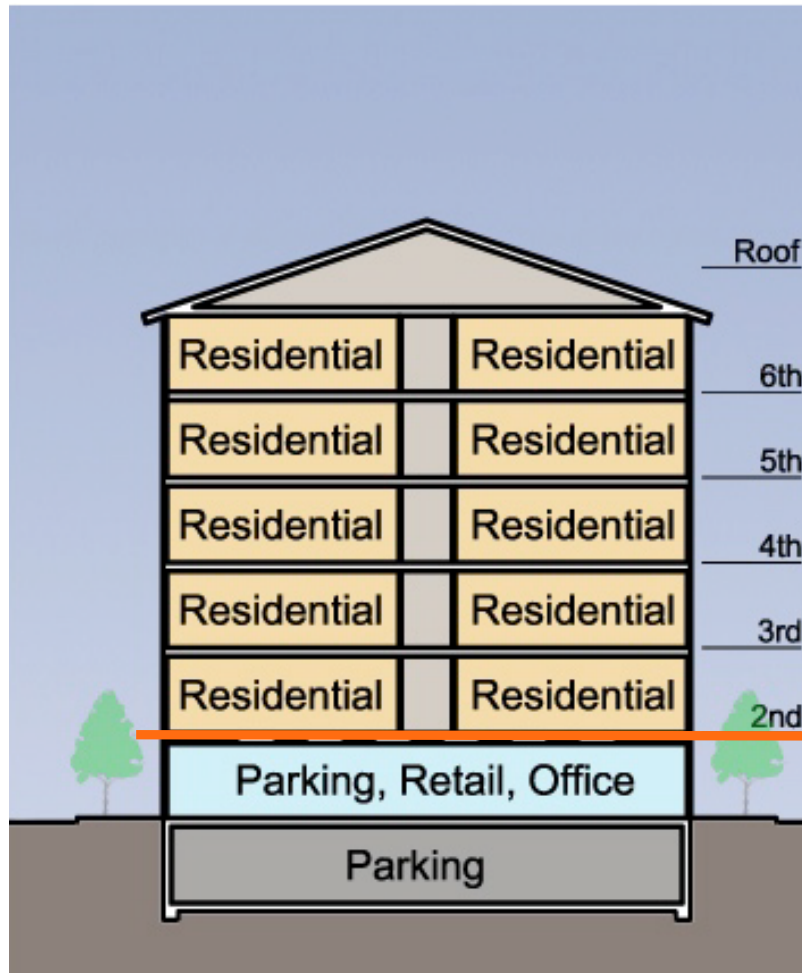 Roof
Residential Residential
6th
Residential Residential
5th
Residential Residential
4th
Residential Residential
3rd
Residential Residential
2nd
Parking, Retail, Office
Parking